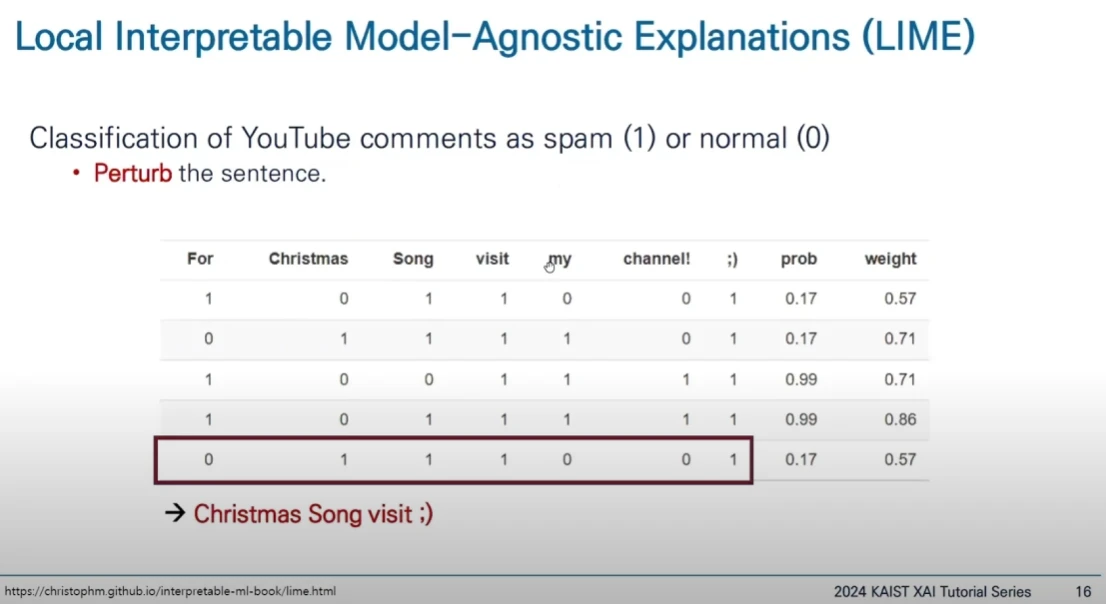 Local Interpretable Model-Agnostic Explanations (LIME)
Classification of YouTube comments as spam (1) or normal (0)
• Perturb the sentence.
For Christmas Song visit my channel! ;) prob weight
1 0 1 1 0 0 1 0.17 0.57
0 1 1 1 1 0 1 0.17 0.71
1 0 0 1 1 1 1 0.99 0.71
1 0 1 1 1 1 1 0.99 0.86
0 1 1 1 0 0 1 0.17 0.57
→ Christmas Song visit ;)
https://christophm.github.io/interpretable-ml-book/lime.html
2024 KAIST XAI Tutorial Series 16